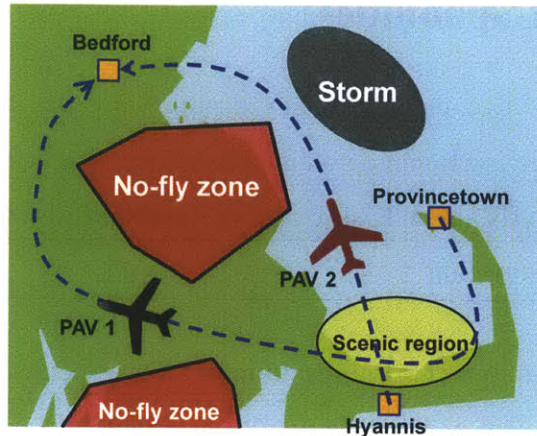 Bedford
Storm
No-fly zone
Provincetown
PAV 2
PAV 1
Scenic region
No-fly zone
Hyannis